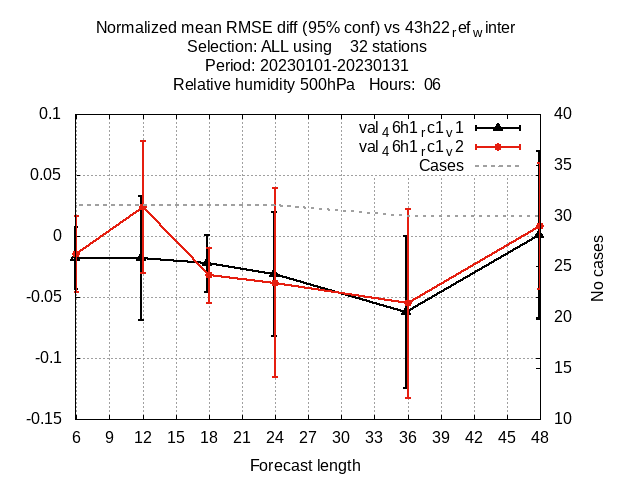 Normalized mean RMSE diff (95% conf) vs 43h22refwinter
Selection: ALL using 32 stations
Period: 20230101-20230131
Relative humidity 500hPa Hours: 06
0.1 40
val46h1rc1v1
val46h1rc1v2
Cases
0.05 35
0 30
-0.05 25
-0.1 20
-0.15 15
10
No cases
6 9 12 15 18 21 24 27 30 33 36 39 42 45 48
Forecast length